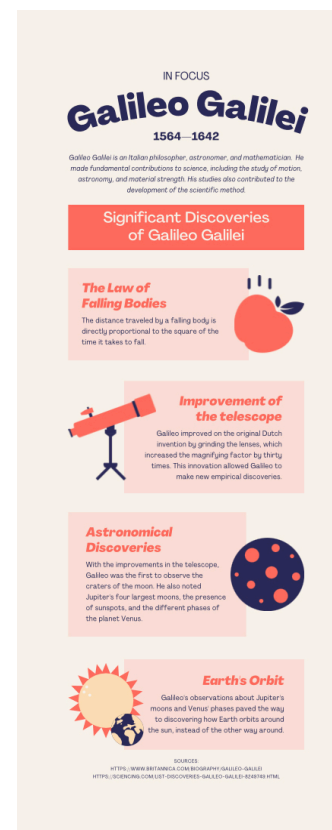 IN FOCUS
Galileo Galilei
1564—1642
Galileo Galilei is an Italian philosopher, astronomer, and mathematician. He
made fundamental contributions to science, including the study of motion,
astronomy, and material strength. His studies also contributed to the
development of the scientific method.
Significant Discoveries
of Galileo Galilei
The Law of
Falling Bodies
The distance traveled by a falling body is
directly proportional to the square of the
time it takes to fall.
Improvement of
the telescope
Galileo improved on the original Dutch
invention by grinding the lenses, which
increased the magnifying factor by thirty
times. This innovation allowed Galileo to
make new empirical discoveries.
Astronomical
Discoveries
With the improvements in the telescope,
Galileo was the first to observe the
craters of the moon. He also noted
Jupiter's four largest moons, the presence
of sunspots, and the different phases of
the planet Venus.
Earth's Orbit
Galileo's observations about Jupiter's
moons and Venus' phases paved the way
to discovering how Earth orbits around
the sun, instead of the other way around.
SOURCES:
HTTPS://WWW.BRITANNICA.COM/BIOGRAPHY/GALILEO-GALILEI
HTTPS://SCIENCING.COM/LIST-DISCOVERIES-GALILEO-GALILEI-8248749.HTML